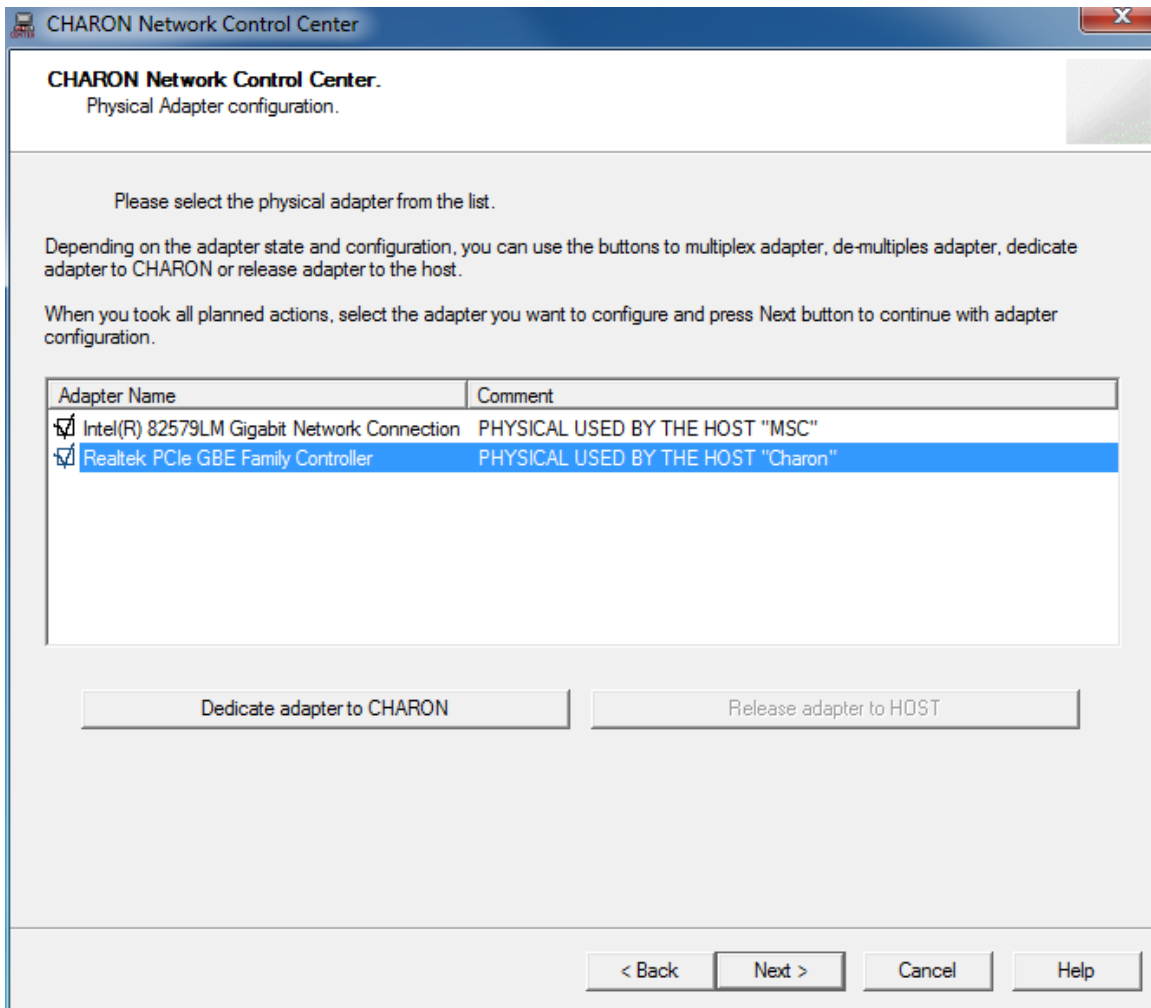 CHARON Network Control Center
CHARON Network Control Center.
Physical Adapter configuration.
Please select the physical adapter from the list.
Depending on the adapter state and configuration, you can use the buttons to multiplex adapter, de-multiples adapter, dedicate
adapter to CHARON or release adapter to the host.
When you took all planned actions, select the adapter you want to configure and press Next button to continue with adapter
configuration.
Adapter Name Comment
Intel(R) 82579LM Gigabit Network Connection PHYSICAL USED BY THE HOST "MSC"
Realtek PCIe GBE Family Controller PHYSICAL USED BY THE HOST "Charon"
Dedicate adapter to CHARON Release adapter to HOST
< Back Next > Cancel Help